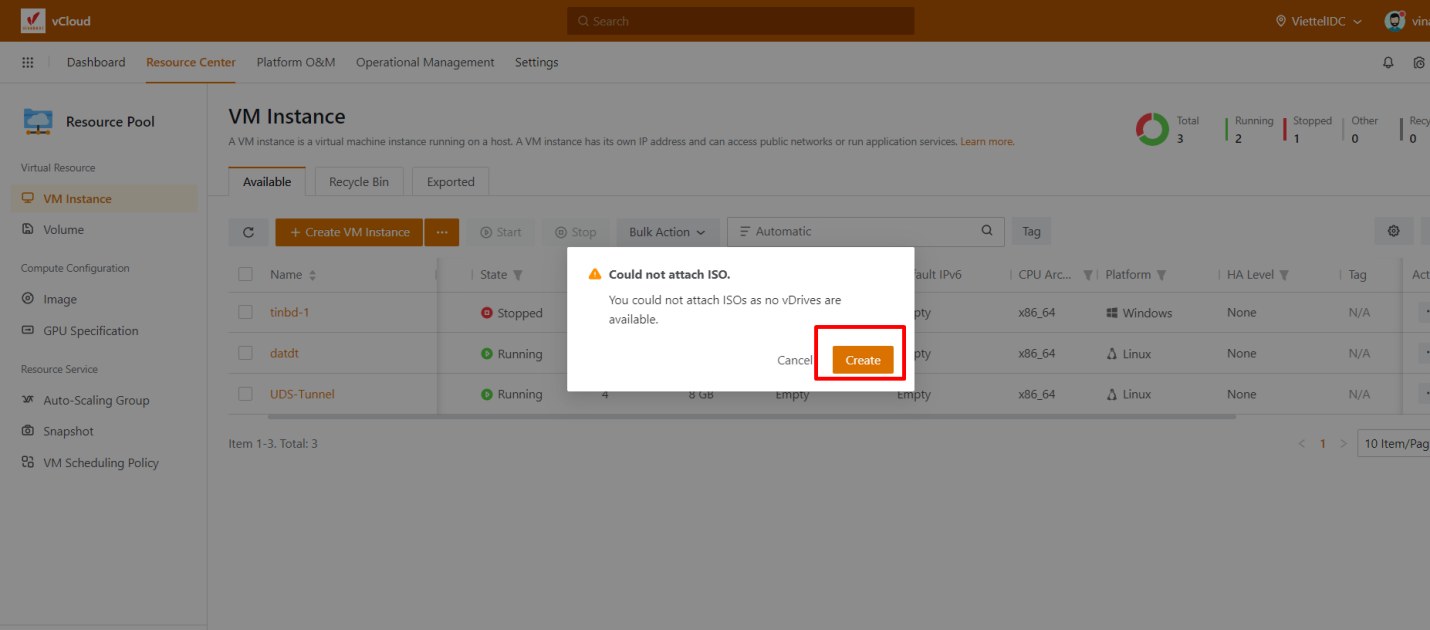 vCloud
Search
ViettelIDC
Dashboard
Resource Center
Platform O&M
Operational Management
Settings
Resource Pool
Virtual Resource
VM Instance
Volume
Compute Configuration
Image
GPU Specification
Resource Service
Auto-Scaling Group
Snapshot
VM Scheduling Policy
VM Instance
A VM instance is a virtual machine instance running on a host. A VM instance has its own IP address and can access public networks or run application services. Learn more.
Total
3
Running
2
Stopped
1
Other
0
Recy
0
Available
Recycle Bin
Exported
+ Create VM Instance
...
Start
Stop
Bulk Action
Automatic
Tag
Name State ault IPv6 CPU Arc... Platform HA Level Tag Act
tinbd-1 Stopped pty x86_64 Windows None N/A
datdt Running pty x86_64 Linux None N/A
UDS-Tunnel Running 4 8 GB Empty Empty x86_64 Linux None N/A
Item 1-3. Total: 3
< 1 >
10 Item/Pag
Could not attach ISO.
You could not attach ISOs as no vDrives are
available.
Cancel
Create